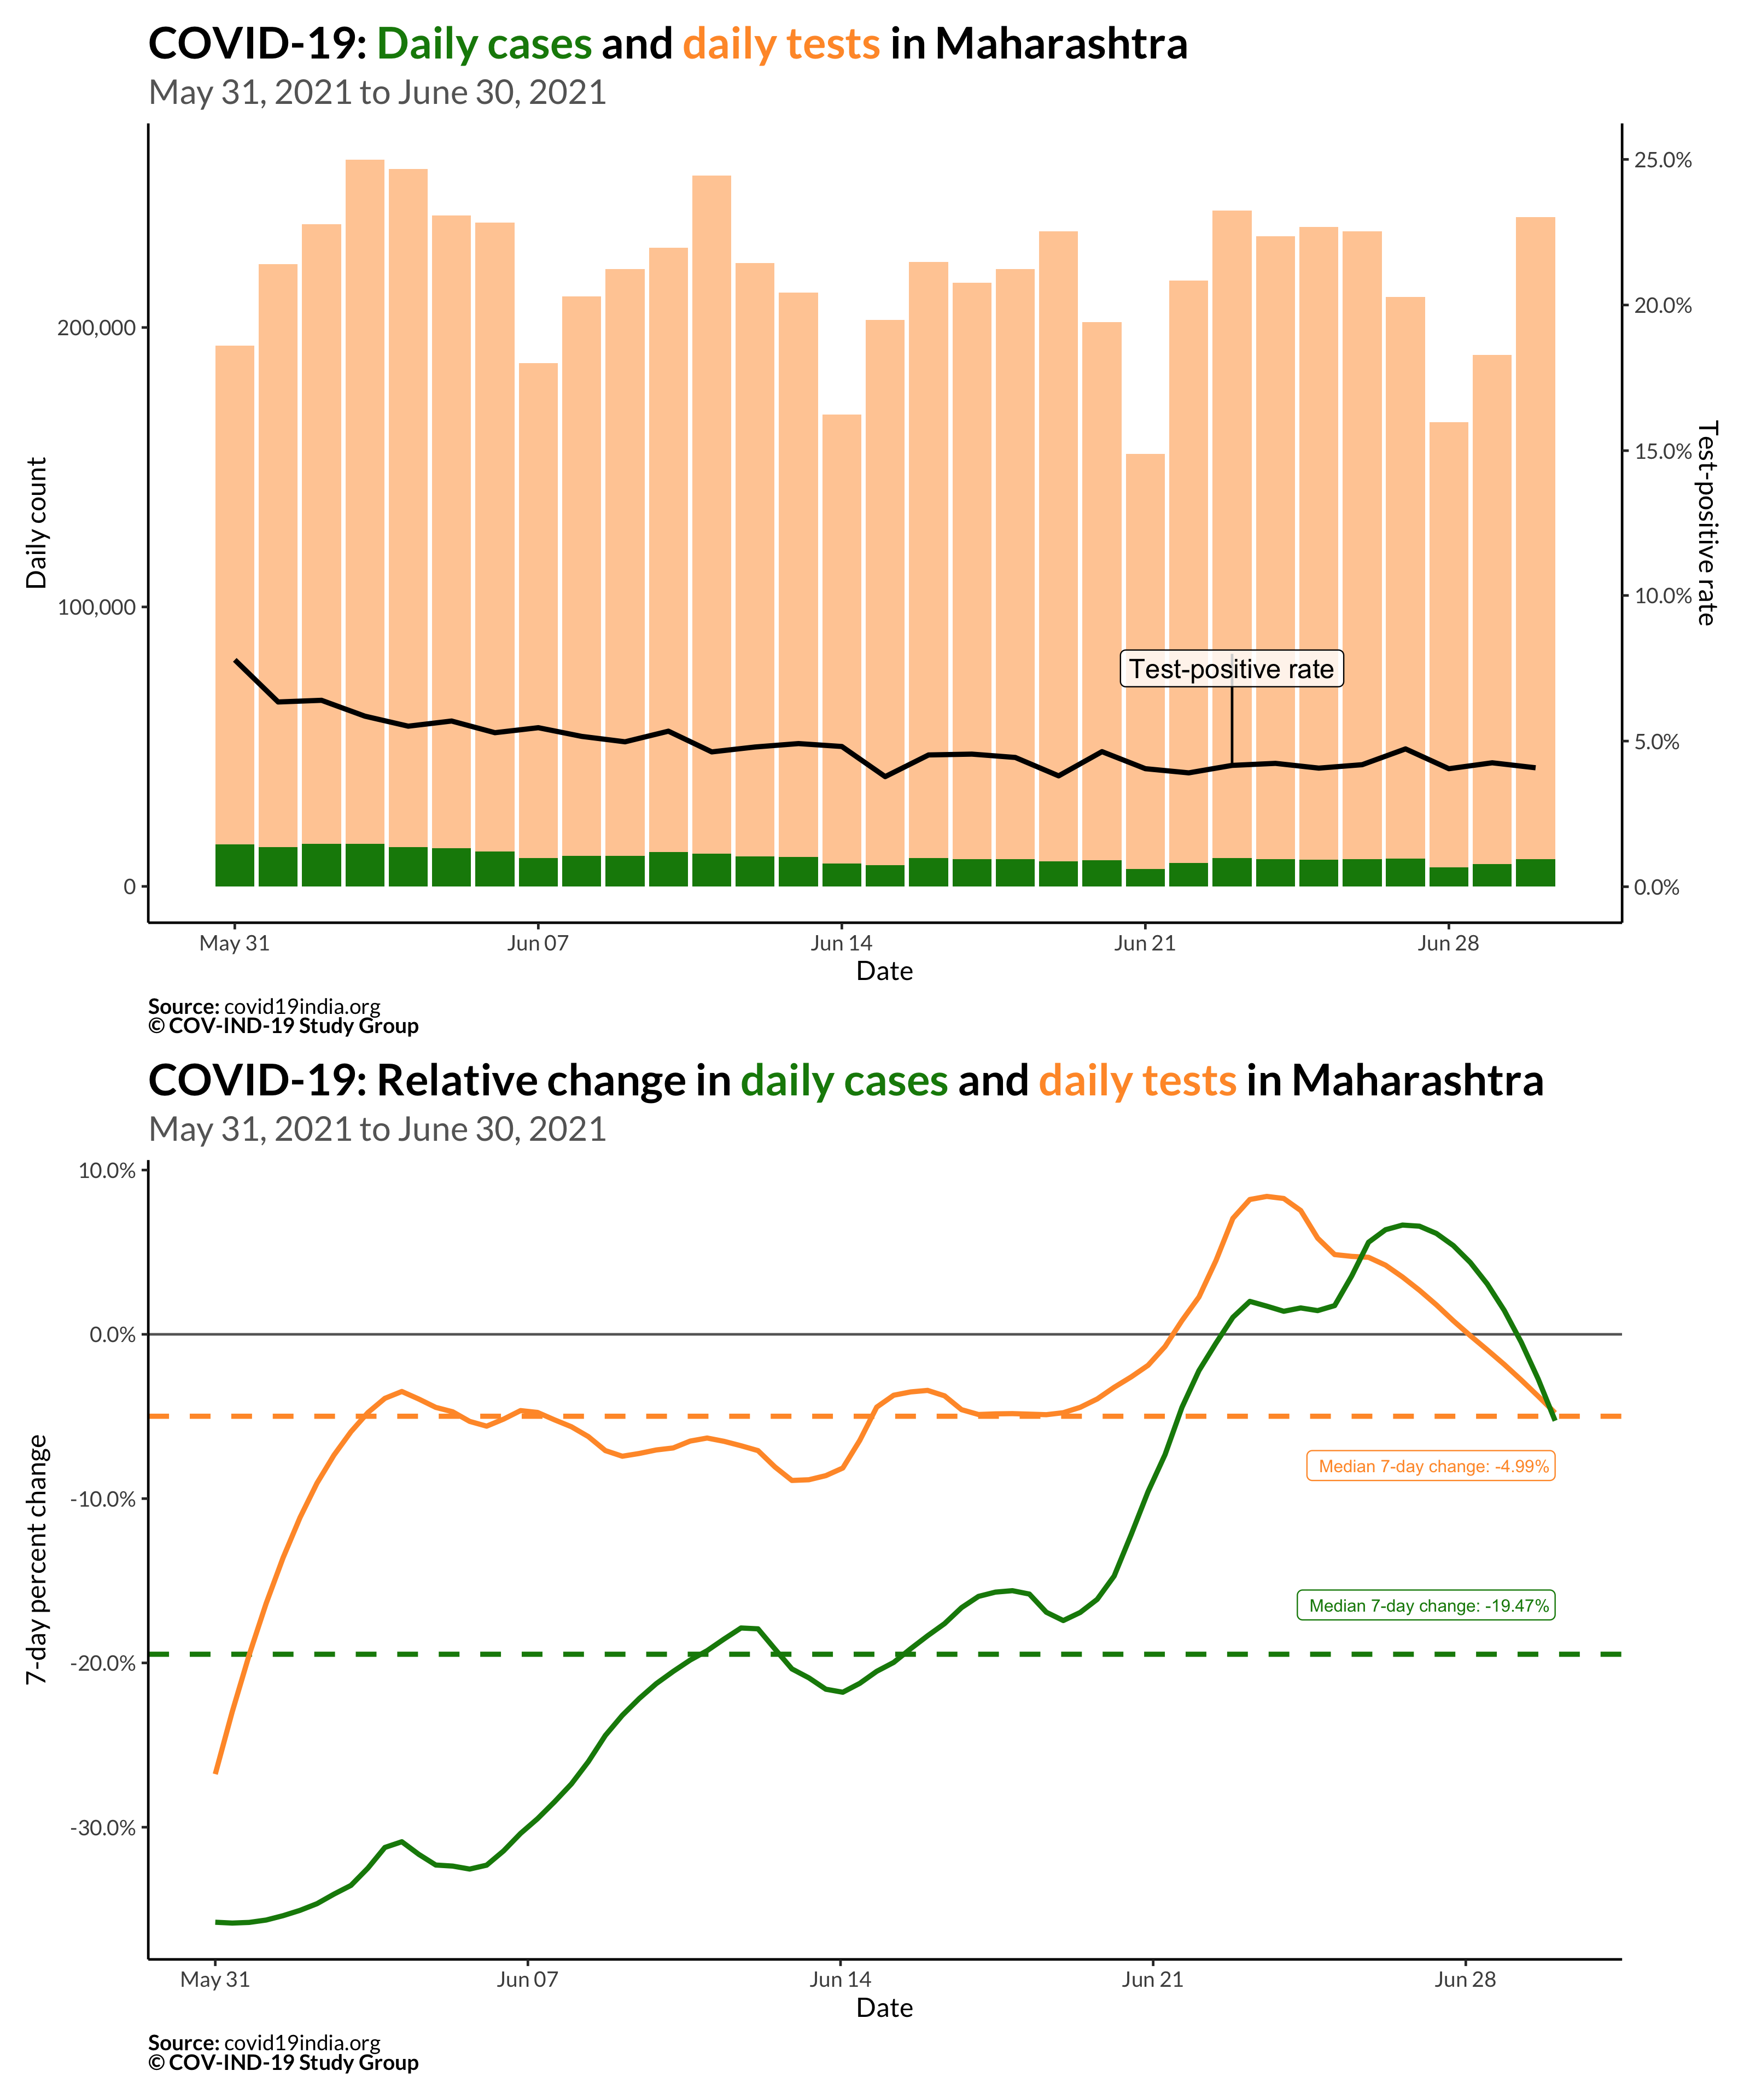 COVID-19: Daily cases and daily tests in Maharashtra
May 31, 2021 to June 30, 2021
Daily count
200,000
100,000
0
25.0%
20.0%
15.0%
10.0%
5.0%
0.0%
Test-positive rate
Test-positive rate
May 31
Jun 07
Jun 14
Jun 21
Jun 28
Date
Source: covid19india.org
© COV-IND-19 Study Group
COVID-19: Relative change in daily cases and daily tests in Maharashtra
May 31, 2021 to June 30, 2021
7-day percent change
10.0%
0.0%
-10.0%
-20.0%
-30.0%
Median 7-day change: -4.99%
Median 7-day change: -19.47%
May 31
Jun 07
Jun 14
Jun 21
Jun 28
Date
Source: covid19india.org
© COV-IND-19 Study Group